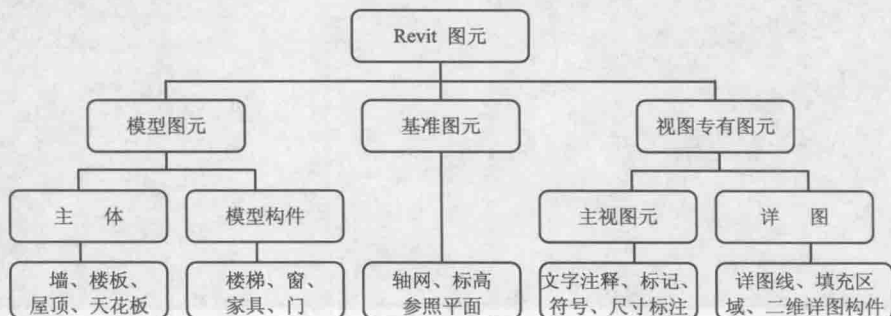 Revit 图元
模型图元
基准图元
视图专有图元
主 体
模型构件
主视图元
详 图
墙、楼板、
屋顶、天花板
楼梯、窗、
家具、门
轴网、标高
参照平面
文字注释、标记、
符号、尺寸标注
详图线、填充区
域、二维详图构件